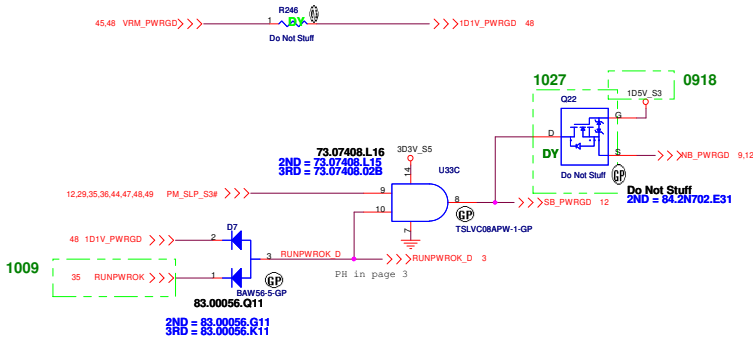 R246
45,48 VRM_PWRGD
1
DY
1D1V_PWRGD 48
Do Not Stuff
1027
0918
1D5V_S3
Q22
G
D
S
DY
NB_PWRGD 9,12
Do Not Stuff
GP
Do Not Stuff
2ND = 84.2N702.E31
73.07408.L16
2ND = 73.07408.L15
3RD = 73.07408.02B
3D3V_S5
14
U33C
12,29,35,36,44,47,48,49 PM_SLP_S3#
9
10
8
7
GP
SB_PWRGD 12
TSLVC08APW-1-GP
D7
48 1D1V_PWRGD
2
3
RUNPWROK_D
RUNPWROK_D 3
PH in page 3
1009
35 RUNPWROK
1
GP
BAW56-5-GP
83.00056.Q11
2ND = 83.00056.G11
3RD = 83.00056.K11